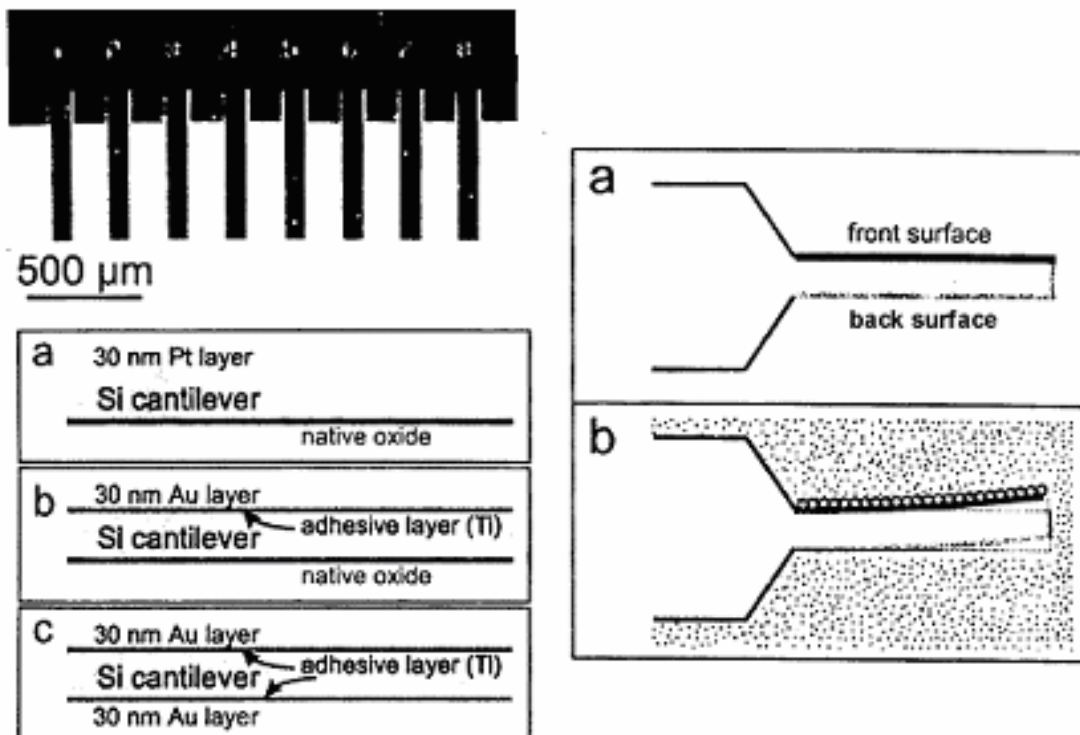 1 2 3 4 5 6 7 8
500 µm
a
30 nm Pt layer
Si cantilever
native oxide
b
30 nm Au layer
adhesive layer (Ti)
Si cantilever
native oxide
c
30 nm Au layer
adhesive layer (Ti)
Si cantilever
30 nm Au layer
a
front surface
back surface
b